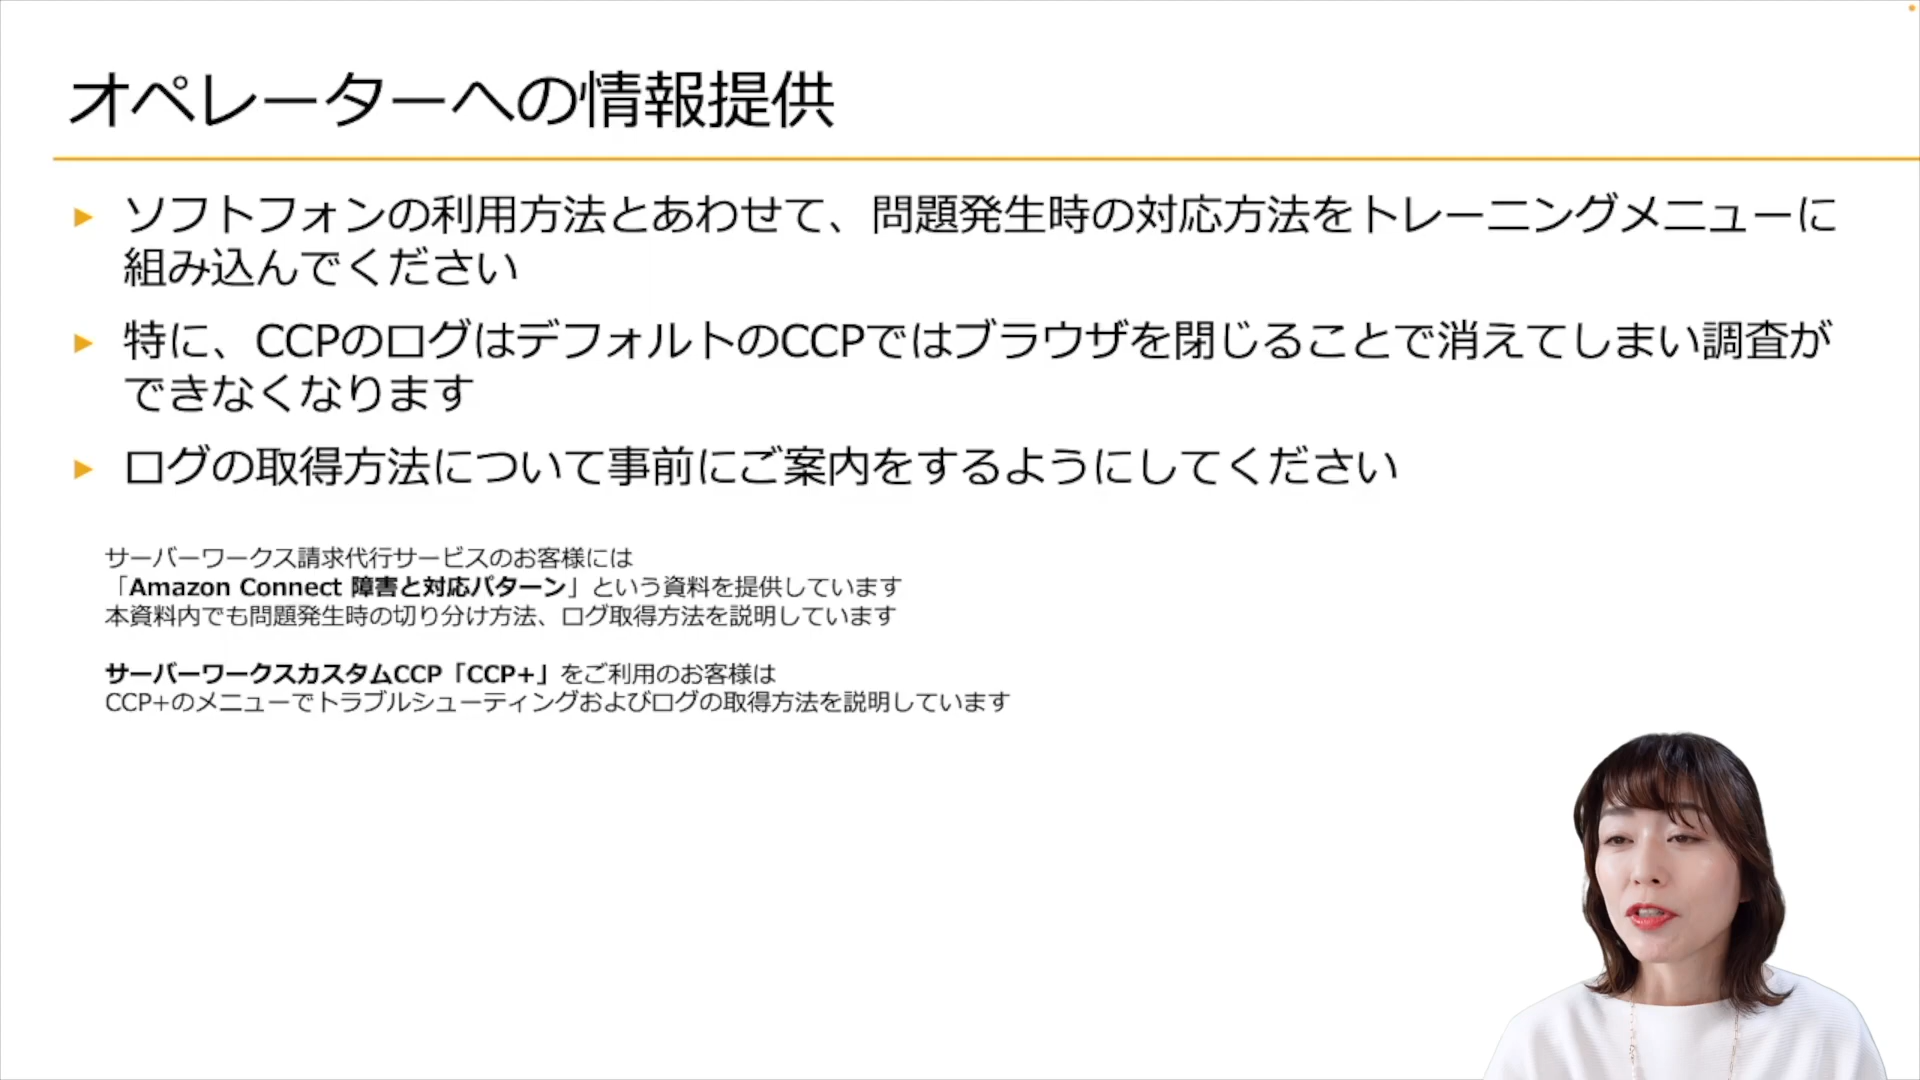 オペレーターへの情報提供
ソフトフォンの利用方法とあわせて、問題発生時の対応方法をトレーニングメニューに
組み込んでください
特に、CCPのログはデフォルトのCCPではブラウザを閉じることで消えてしまい調査が
できなくなります
ログの取得方法について事前にご案内をするようにしてください
サーバーワークス請求代行サービスのお客様には
「Amazon Connect 障害と対応パターン」という資料を提供しています
本資料内でも問題発生時の切り分け方法、ログ取得方法を説明しています
サーバーワークスカスタムCCP「CCP+」をご利用のお客様は
CCP+のメニューでトラブルシューティングおよびログの取得方法を説明しています